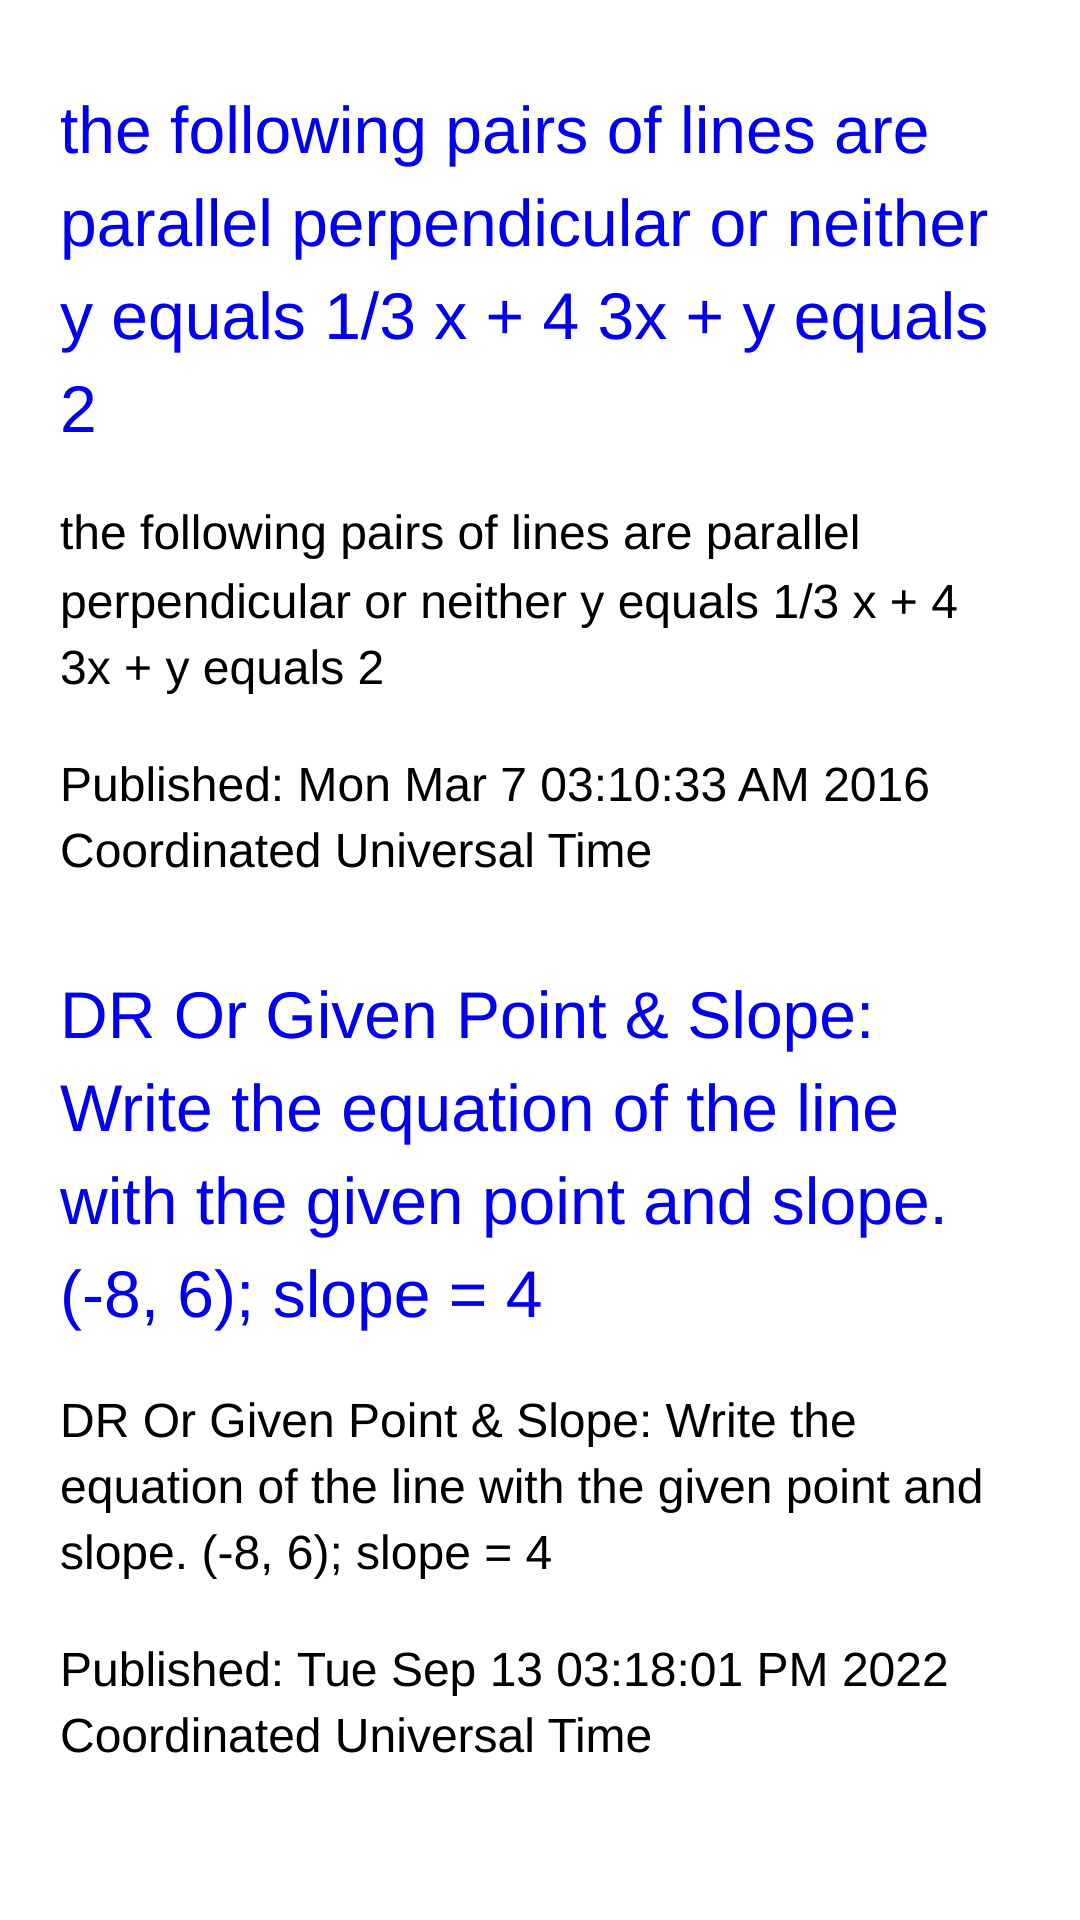 the following pairs of lines are
parallel perpendicular or neither
y equals 1/3 x + 4 3x + y equals
2
the following pairs of lines are parallel
perpendicular or neither y equals 1/3 x + 4
3x + y equals 2
Published: Mon Mar 7 03:10:33 AM 2016
Coordinated Universal Time
DR Or Given Point & Slope:
Write the equation of the line
with the given point and slope.
(-8, 6); slope = 4
DR Or Given Point & Slope: Write the
equation of the line with the given point and
slope. (-8, 6); slope = 4
Published: Tue Sep 13 03:18:01 PM 2022
Coordinated Universal Time